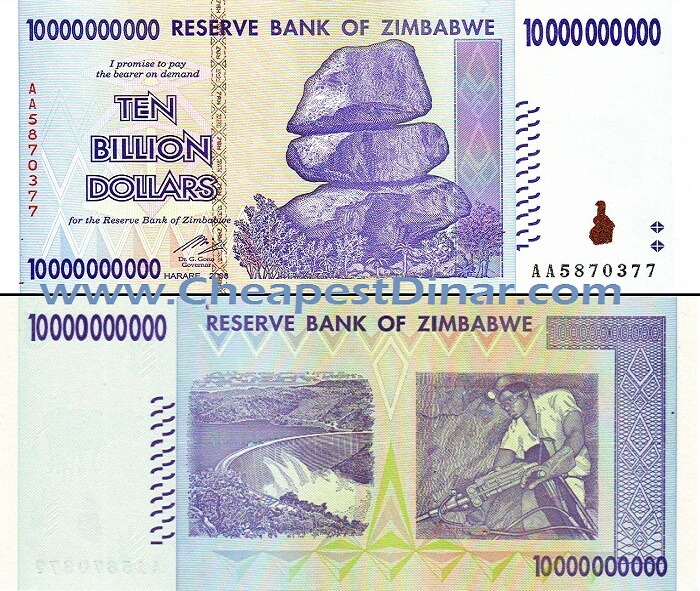 10000000000 RESERVE BANK OF ZIMBABWE 10000000000
I promise to pay
the bearer on demand
AA5870377
TEN
BILLION
DOLLARS
for the Reserve Bank of Zimbabwe
Dr. G. Gono
Governor
10000000000 HARARE 2008
AA5870377
www.CheapestDinar.com
10000000000 RESERVE BANK OF ZIMBABWE
10000000000